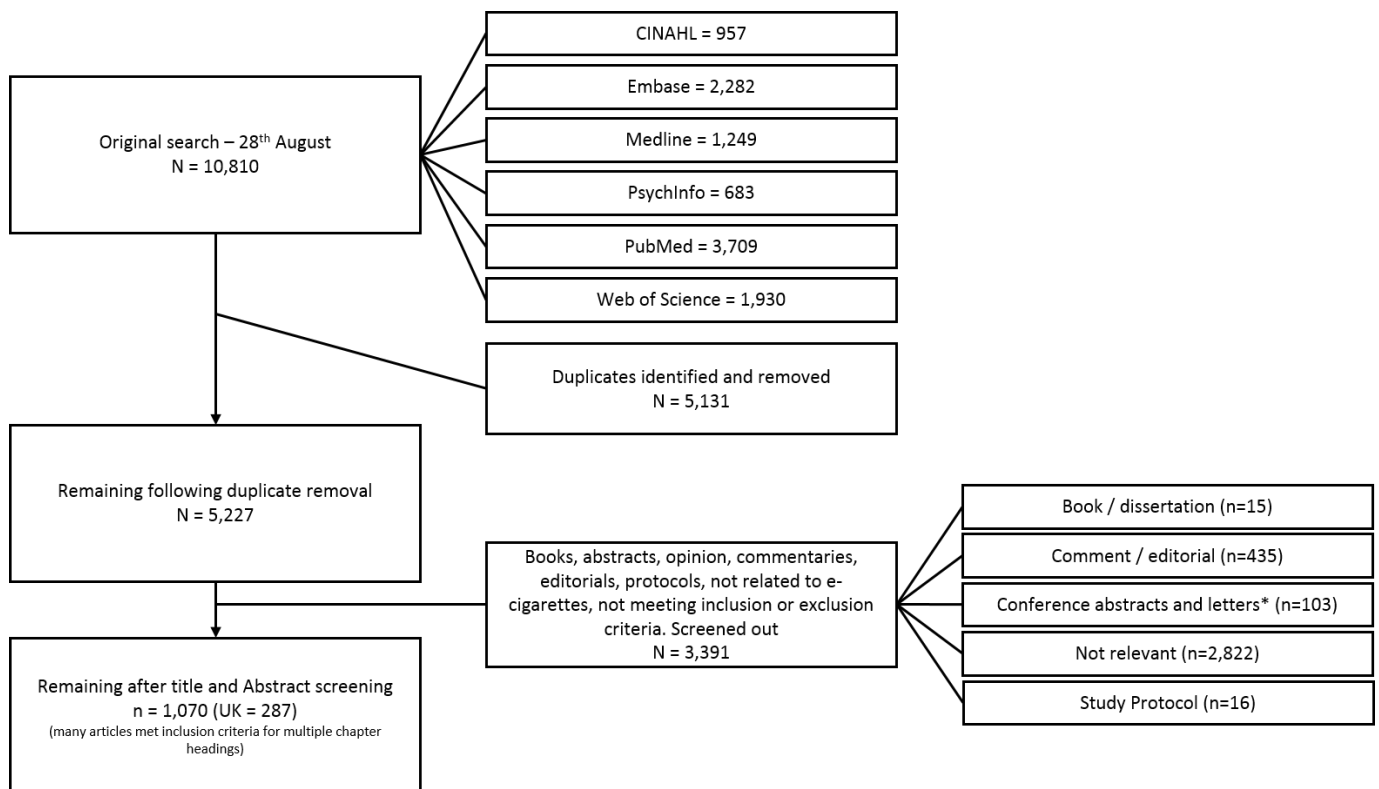 Original search – 28th August
N = 10,810
CINAHL = 957
Embase = 2,282
Medline = 1,249
PsychInfo = 683
PubMed = 3,709
Web of Science = 1,930
Duplicates identified and removed
N = 5,131
Remaining following duplicate removal
N = 5,227
Books, abstracts, opinion, commentaries,
editorials, protocols, not related to e-
cigarettes, not meeting inclusion or exclusion
criteria. Screened out
N = 3,391
Book / dissertation (n=15)
Comment / editorial (n=435)
Conference abstracts and letters* (n=103)
Not relevant (n=2,822)
Study Protocol (n=16)
Remaining after title and Abstract screening
n = 1,070 (UK = 287)
(many articles met inclusion criteria for multiple chapter
headings)